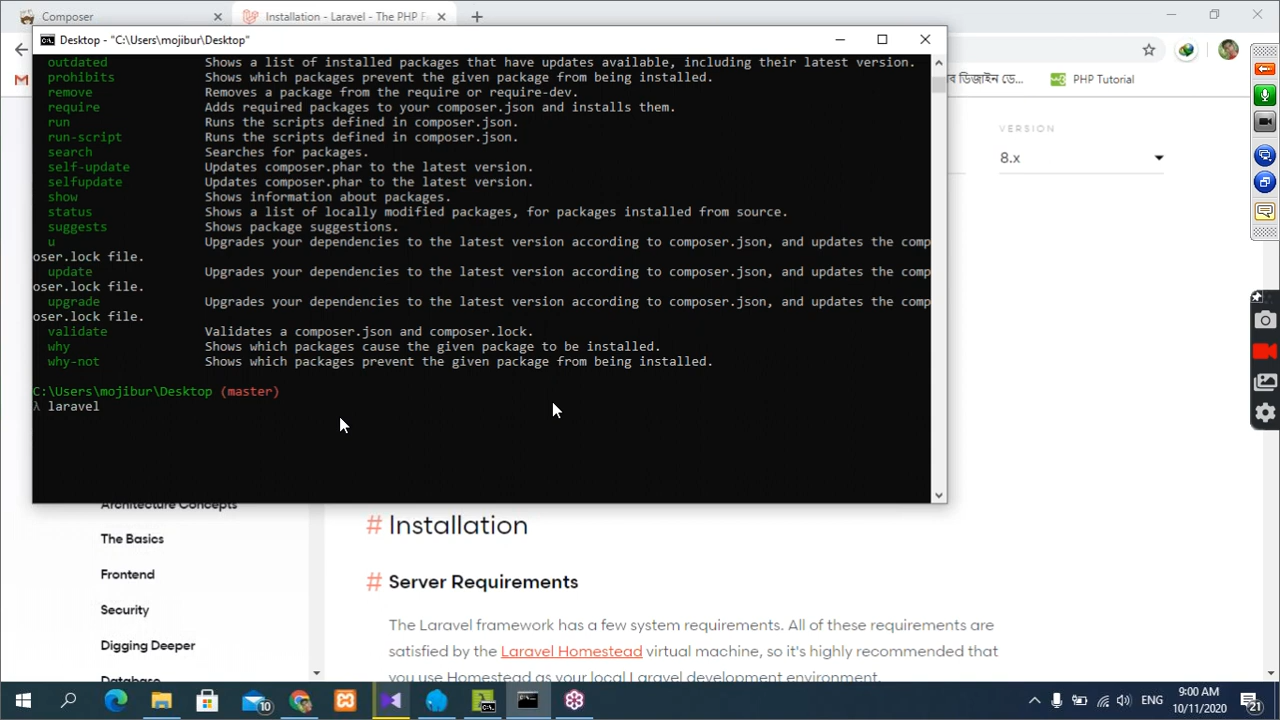 Composer
Installation - Laravel - The PHP F
Desktop - "C:\Users\mojibur\Desktop"
outdated Shows a list of installed packages that have updates available, including their latest version.
prohibits Shows which packages prevent the given package from being installed.
remove Removes a package from the require or require-dev.
require Adds required packages to your composer.json and installs them.
run Runs the scripts defined in composer.json.
run-script Runs the scripts defined in composer.json.
search Searches for packages.
self-update Updates composer.phar to the latest version.
selfupdate Updates composer.phar to the latest version.
show Shows information about packages.
status Shows a list of locally modified packages, for packages installed from source.
suggests Shows package suggestions.
u Upgrades your dependencies to the latest version according to composer.json, and updates the comp
oser.lock file.
update Upgrades your dependencies to the latest version according to composer.json, and updates the comp
oser.lock file.
upgrade Upgrades your dependencies to the latest version according to composer.json, and updates the comp
oser.lock file.
validate Validates a composer.json and composer.lock.
why Shows which packages cause the given package to be installed.
why-not Shows which packages prevent the given package from being installed.
C:\Users\mojibur\Desktop (master)
λ laravel
ডিজাইন ডে...
PHP Tutorial
VERSION
8.x
Architecture Concepts
The Basics
Frontend
Security
Digging Deeper
Database
# Installation
# Server Requirements
The Laravel framework has a few system requirements. All of these requirements are
satisfied by the Laravel Homestead virtual machine, so it's highly recommended that
you use Homestead as your local Laravel development environment.
10
ENG
9:00 AM
10/11/2020
21